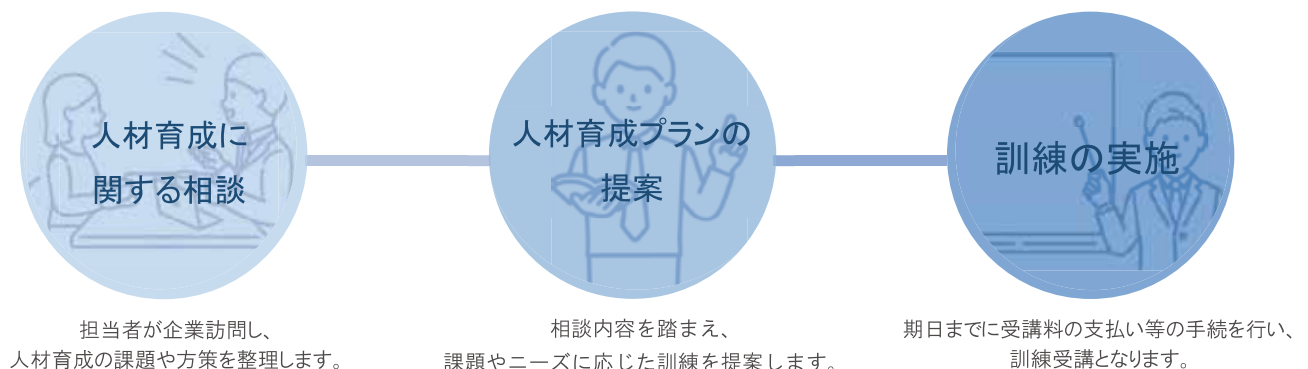 人材育成に
関する相談
担当者が企業訪問し、
人材育成の課題や方策を整理します。
人材育成プランの
提案
相談内容を踏まえ、
課題やニーズに応じた訓練を提案します。
訓練の実施
期日までに受講料の支払い等の手続を行い、
訓練受講となります。